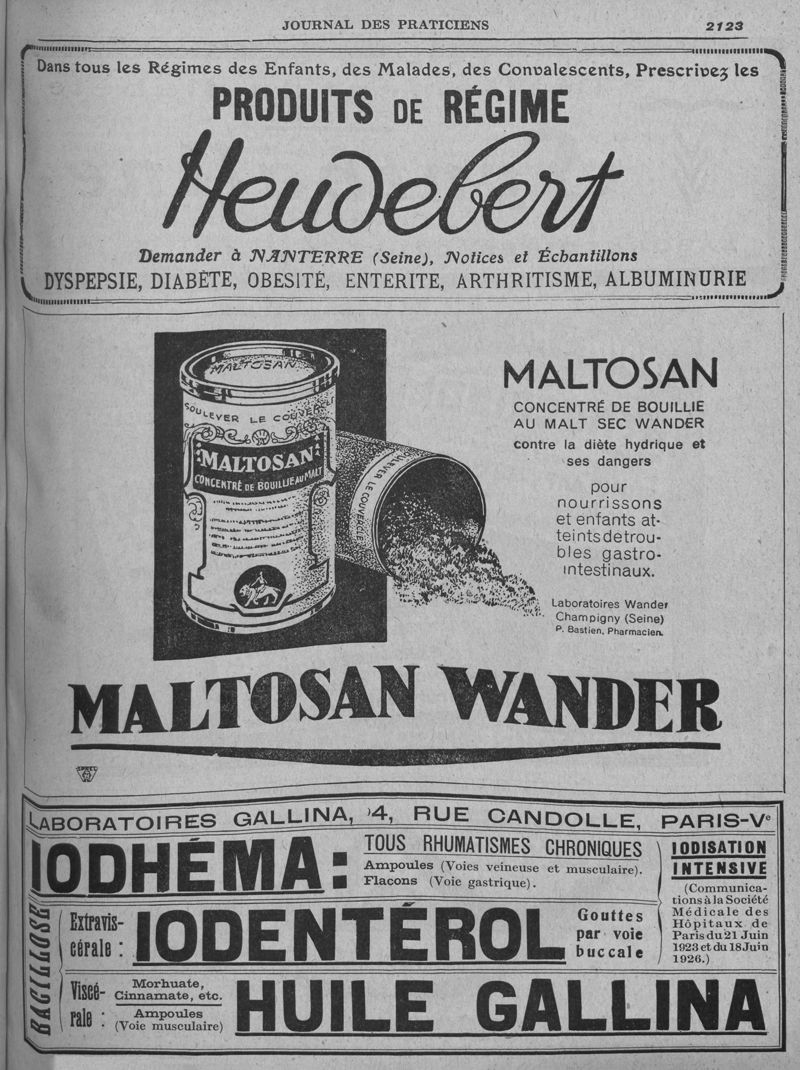 JOURNAL DES PRATICIENS
2123
Dans tous les Régimes des Enfants, des Malades, des Convalescents, Prescrivez les
PRODUITS DE RÉGIME
Heudebert
Demander à NANTERRE (Seine), Notices et Échantillons
DYSPEPSIE, DIABÈTE, OBESITÉ, ENTERITE, ARTHRITISME, ALBUMINURIE
MALTOSAN
SOULEVER LE COUVERCLE
MALTOSAN
CONCENTRÉ DE BOUILLIE AU MALT
LEVER LE COUVERCLE
MALTOSAN
CONCENTRÉ DE BOUILLIE
AU MALT SEC WANDER
contre la diète hydrique et
ses dangers
pour
nourrissons
et enfants at-
teints de trou-
bles gastro-
intestinaux.
Laboratoires Wander
Champigny (Seine)
P. Bastien, Pharmacien.
MALTOSAN WANDER
LABORATOIRES GALLINA, 4, RUE CANDOLLE, PARIS-Ve
IODHÉMA:
TOUS RHUMATISMES CHRONIQUES
Ampoules (Voies veineuse et musculaire).
Flacons (Voie gastrique).
IODISATION
INTENSIVE
(Communica-
tions à la Société
Médicale des
Hôpitaux de
Paris du 21 Juin
1923 et du 18 Juin
1926.)
BACILLOSE
Extravis-
cérale :
IODENTÉROL
Gouttes
par voie
buccale
Viscé-
rale :
Morhuate,
Cinnamate, etc.
Ampoules
(Voie musculaire)
HUILE GALLINA